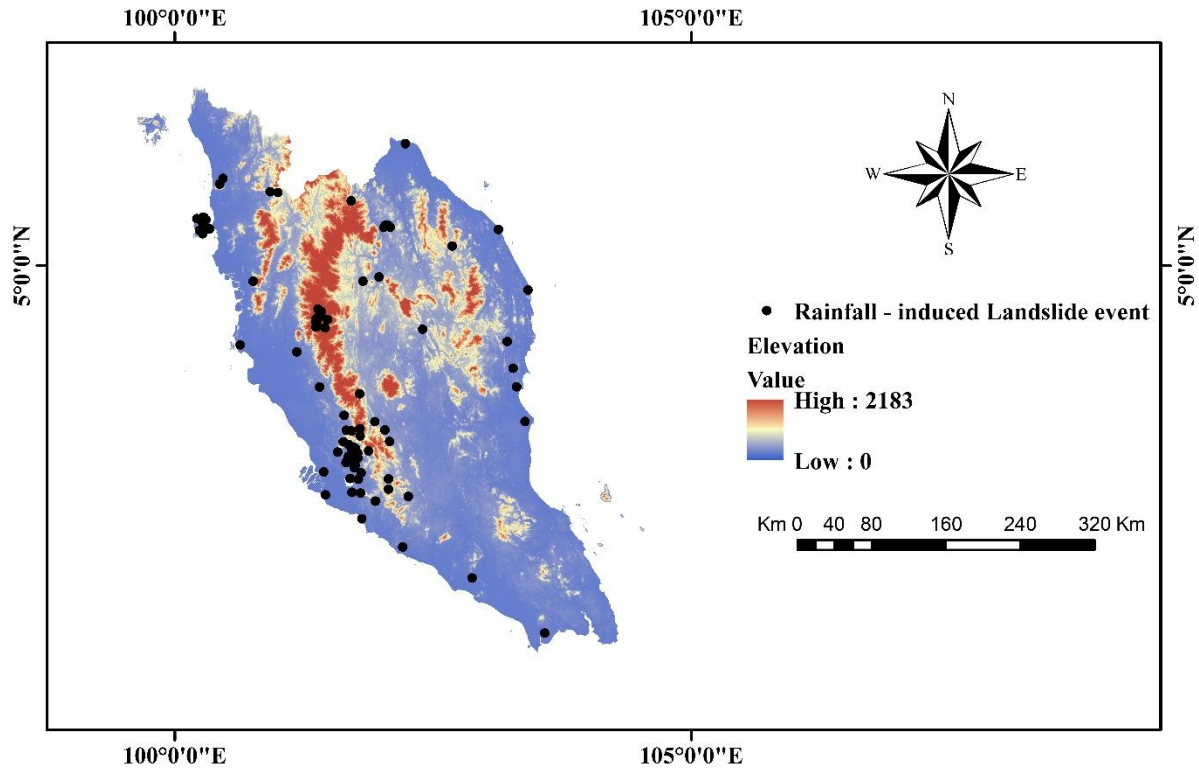 100°0'0"E 105°0'0"E
N
W E
S
5°0'0"N 5°0'0"N
Rainfall - induced Landslide event
Elevation
Value
High : 2183
Low : 0
Km 0 40 80 160 240 320 Km
100°0'0"E 105°0'0"E